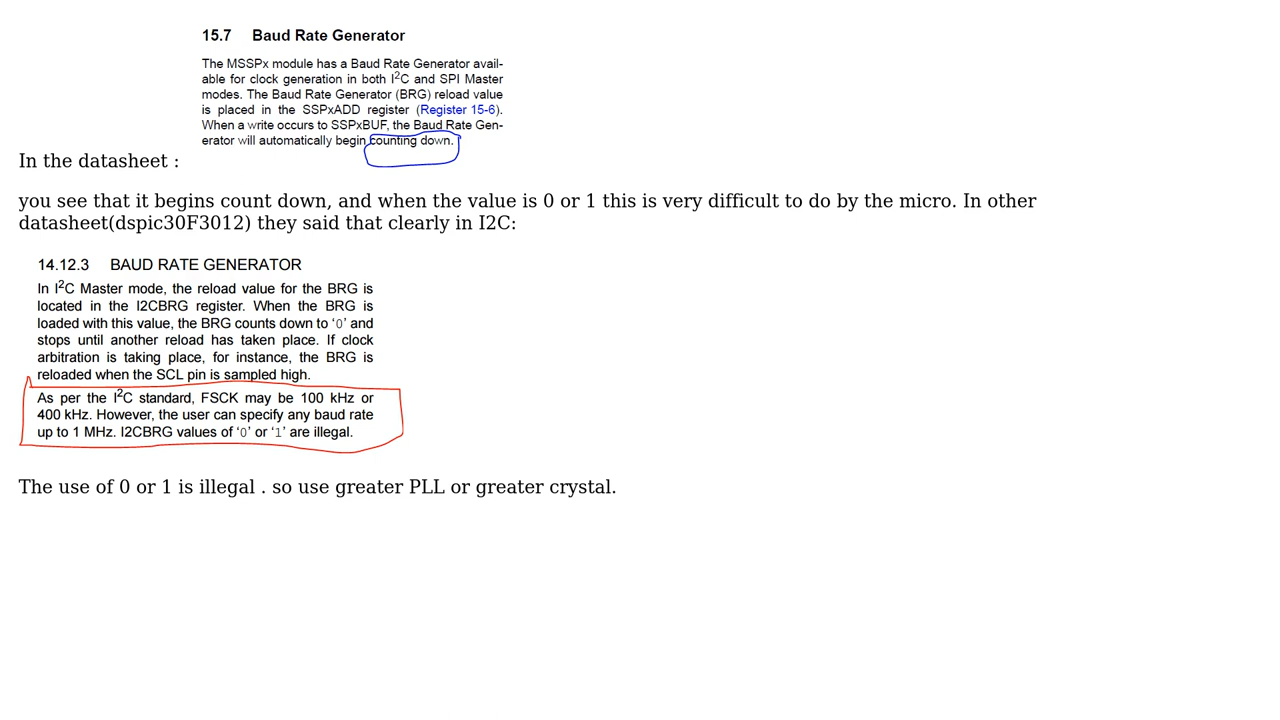 15.7 Baud Rate Generator
The MSSPx module has a Baud Rate Generator avail-
able for clock generation in both I²C and SPI Master
modes. The Baud Rate Generator (BRG) reload value
is placed in the SSPxADD register (Register 15-6).
When a write occurs to SSPxBUF, the Baud Rate Gen-
erator will automatically begin counting down.
In the datasheet :
you see that it begins count down, and when the value is 0 or 1 this is very difficult to do by the micro. In other
datasheet(dspic30F3012) they said that clearly in I2C:
14.12.3 BAUD RATE GENERATOR
In I²C Master mode, the reload value for the BRG is
located in the I2CBRG register. When the BRG is
loaded with this value, the BRG counts down to ‘0’ and
stops until another reload has taken place. If clock
arbitration is taking place, for instance, the BRG is
reloaded when the SCL pin is sampled high.
As per the I²C standard, FSCK may be 100 kHz or
400 kHz. However, the user can specify any baud rate
up to 1 MHz. I2CBRG values of ‘0’ or ‘1’ are illegal.
The use of 0 or 1 is illegal . so use greater PLL or greater crystal.